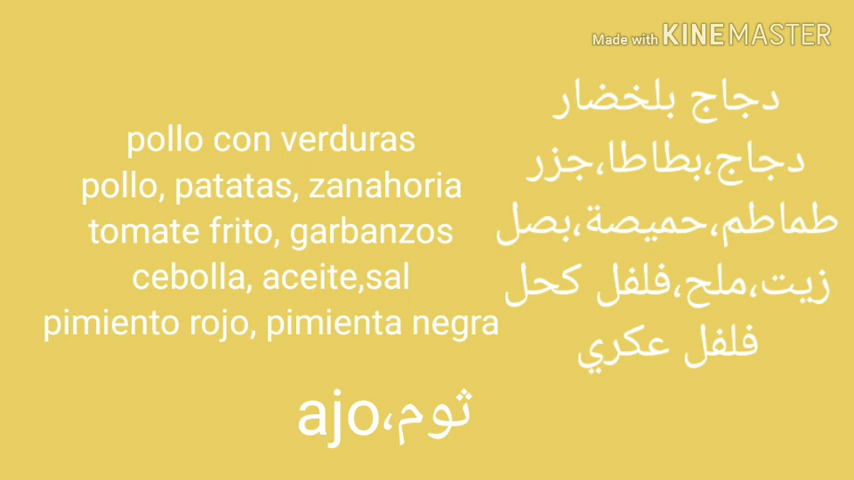 Made with KINEMASTER
pollo con verduras
pollo, patatas, zanahoria
tomate frito, garbanzos
cebolla, aceite,sal
pimiento rojo, pimienta negra
دجاج بلخضار
دجاج،بطاطا،جزر
طماطم،حميصة،بصل
زيت،ملح،فلفل كحل
فلفل عكري
ajo،ثوم